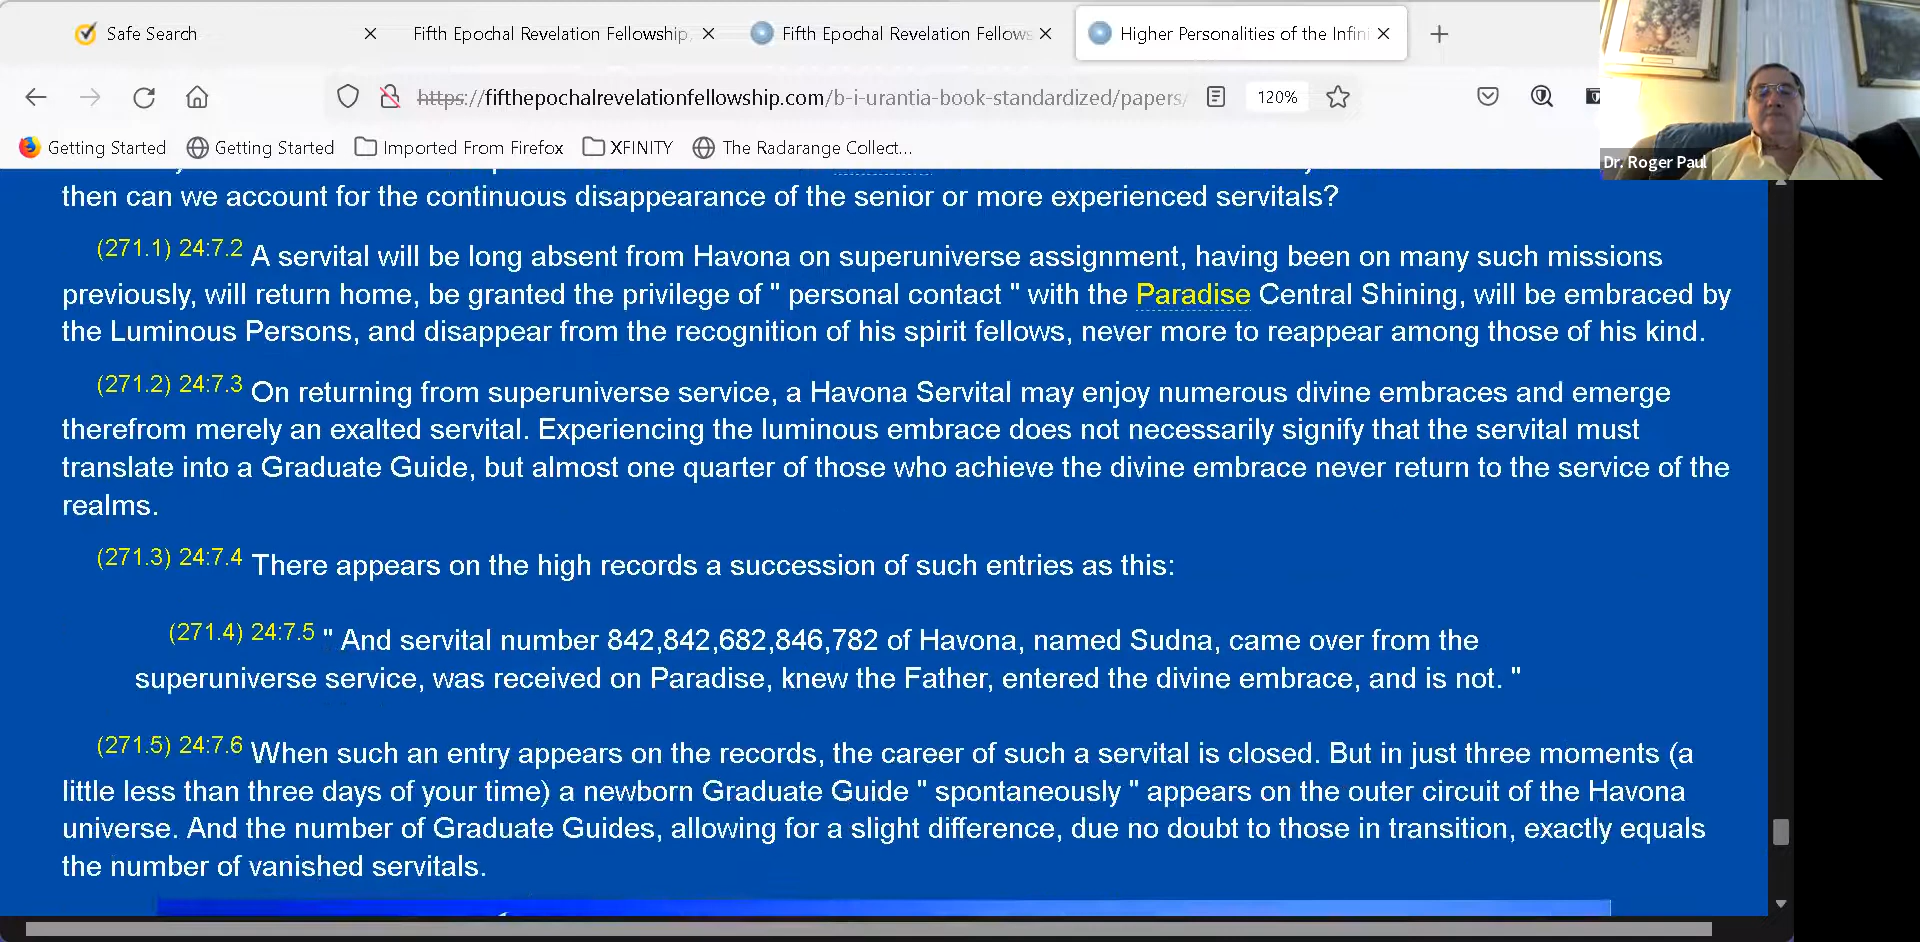 Safe Search
Fifth Epochal Revelation Fellowship,
Fifth Epochal Revelation Fellows
Higher Personalities of the Infini
https://fifthepochalrevelationfellowship.com/b-i-urantia-book-standardized/papers/
120%
Getting Started
Getting Started
Imported From Firefox
XFINITY
The Radarange Collect...
Dr. Roger Paul
then can we account for the continuous disappearance of the senior or more experienced servitals?
(271.1) 24:7.2 A servital will be long absent from Havona on superuniverse assignment, having been on many such missions
previously, will return home, be granted the privilege of " personal contact " with the Paradise Central Shining, will be embraced by
the Luminous Persons, and disappear from the recognition of his spirit fellows, never more to reappear among those of his kind.
(271.2) 24:7.3 On returning from superuniverse service, a Havona Servital may enjoy numerous divine embraces and emerge
therefrom merely an exalted servital. Experiencing the luminous embrace does not necessarily signify that the servital must
translate into a Graduate Guide, but almost one quarter of those who achieve the divine embrace never return to the service of the
realms.
(271.3) 24:7.4 There appears on the high records a succession of such entries as this:
(271.4) 24:7.5 " And servital number 842,842,682,846,782 of Havona, named Sudna, came over from the
superuniverse service, was received on Paradise, knew the Father, entered the divine embrace, and is not. "
(271.5) 24:7.6 When such an entry appears on the records, the career of such a servital is closed. But in just three moments (a
little less than three days of your time) a newborn Graduate Guide " spontaneously " appears on the outer circuit of the Havona
universe. And the number of Graduate Guides, allowing for a slight difference, due no doubt to those in transition, exactly equals
the number of vanished servitals.